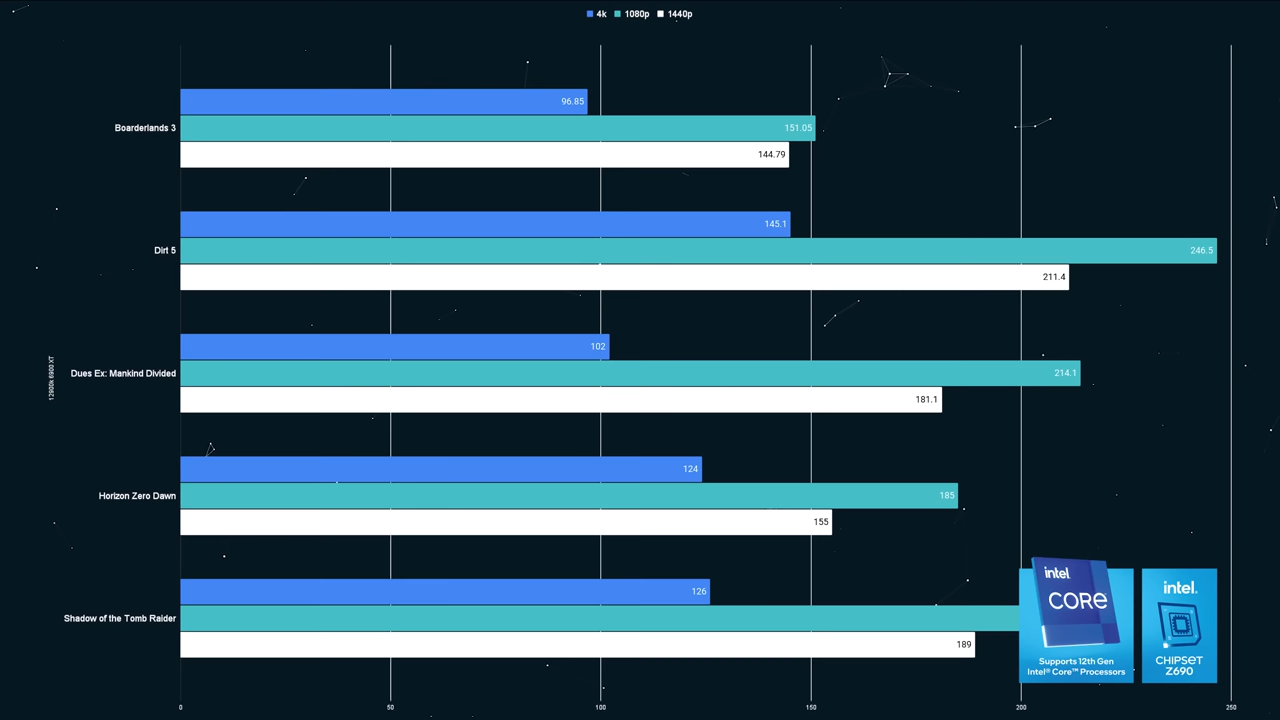 4k 1080p 1440p
12900k 6900 XT
Boarderlands 3
96.85
151.05
144.79
Dirt 5
145.1
246.5
211.4
Dues Ex: Mankind Divided
102
214.1
181.1
Horizon Zero Dawn
124
185
155
Shadow of the Tomb Raider
126
189
0 50 100 150 200 250
intel
CORE
Supports 12th Gen
Intel® Core™ Processors
intel.
CHIPSET
Z690